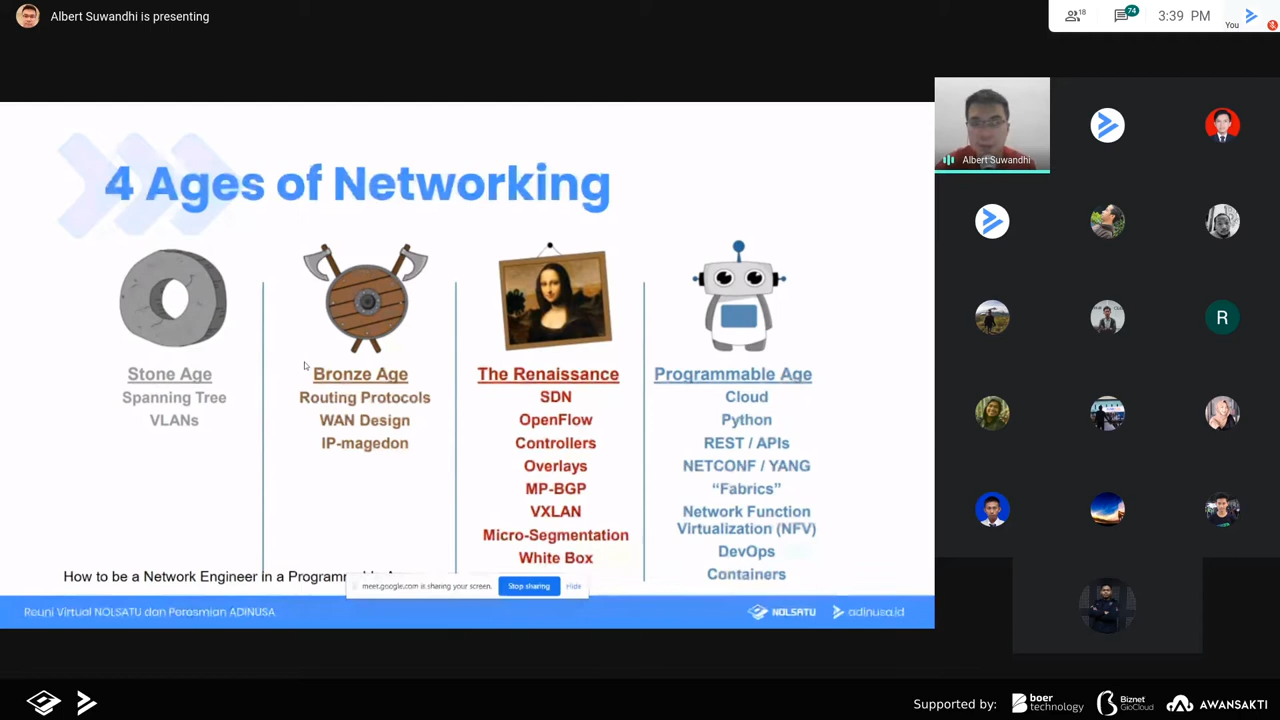 Albert Suwandhi is presenting
18
74
3:39 PM
You
4 Ages of Networking
Stone Age
Spanning Tree
VLANs
Bronze Age
Routing Protocols
WAN Design
IP-magedon
The Renaissance
SDN
OpenFlow
Controllers
Overlays
MP-BGP
VXLAN
Micro-Segmentation
White Box
Programmable Age
Cloud
Python
REST / APIs
NETCONF / YANG
“Fabrics”
Network Function
Virtualization (NFV)
DevOps
Containers
How to be a Network Engineer in a
meet.google.com is sharing your screen.
Stop sharing
Hide
Reuni Virtual NOLSATU dan Peresmian ADINUSA.
NOLSATU
adinusa.id
Albert Suwandhi
R
Supported by:
boer
technology
Biznet
GioCloud
AWANSAKTI